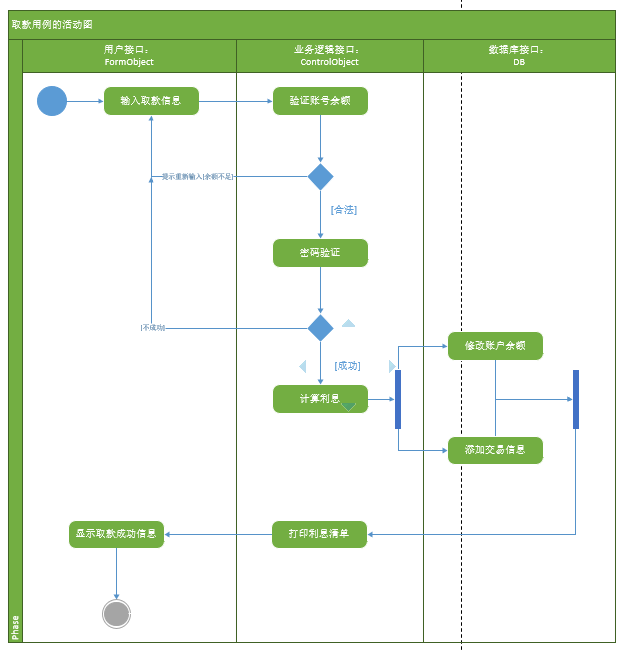 取款用例的活动图
用户接口：
FormObject
业务逻辑接口：
ControlObject
数据库接口：
DB
输入取款信息
验证账号余额
提示重新输入[余额不足]
[合法]
密码验证
[不成功]
[成功]
修改账户余额
计算利息
添加交易信息
显示取款成功信息
打印利息清单
Phase